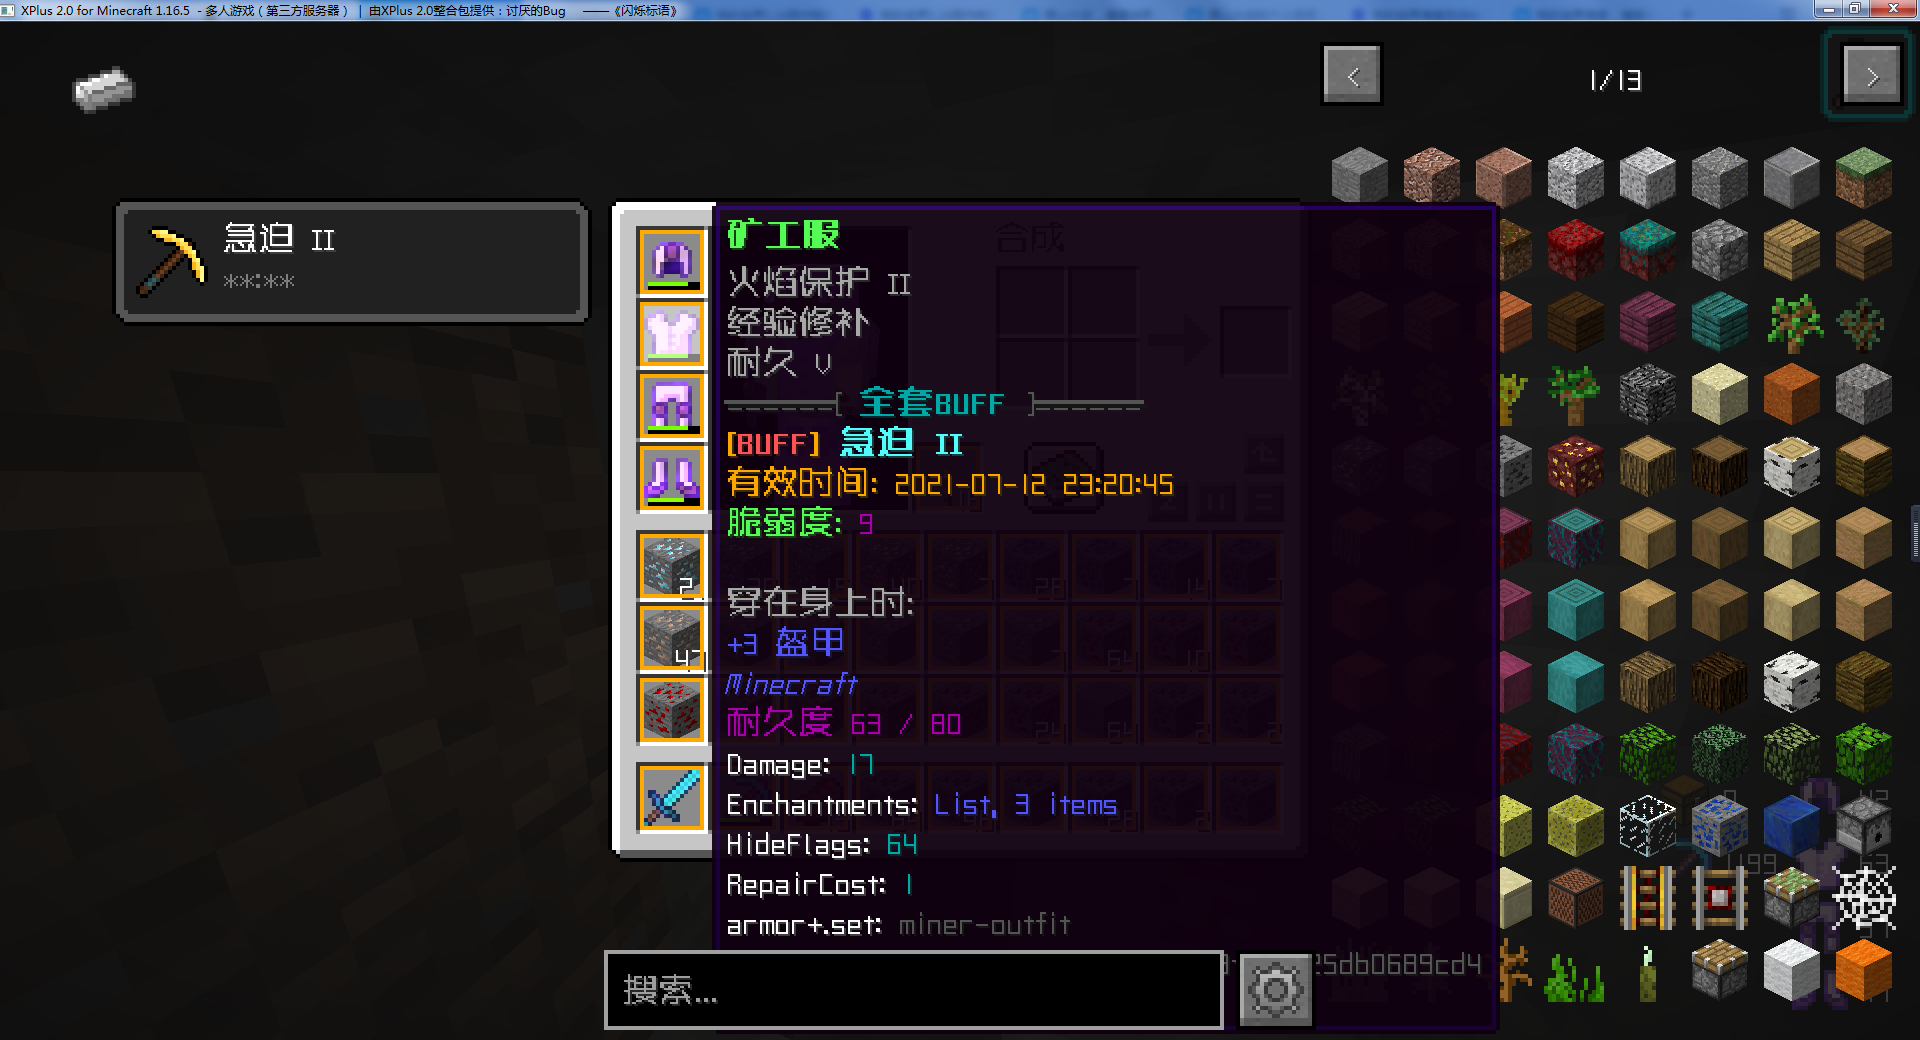 XPlus 2.0 for Minecraft 1.16.5 - 多人游戏（第三方服务器） | 由XPlus 2.0整合包提供：讨厌的Bug ——《闪烁标语》
< 1/13 >
急迫 II
**:**
合成
矿工服
火焰保护 II
经验修补
耐久 V
-------[ 全套BUFF ]-------
[BUFF] 急迫 II
有效时间: 2021-07-12 23:20:45
脆弱度: 9
穿在身上时:
+3 盔甲
Minecraft
耐久度 63 / 80
Damage: 17
Enchantments: List, 3 items
HideFlags: 64
RepairCost: 1
armor+.set: miner-outfit
2
47
25db0689cd4
搜索...